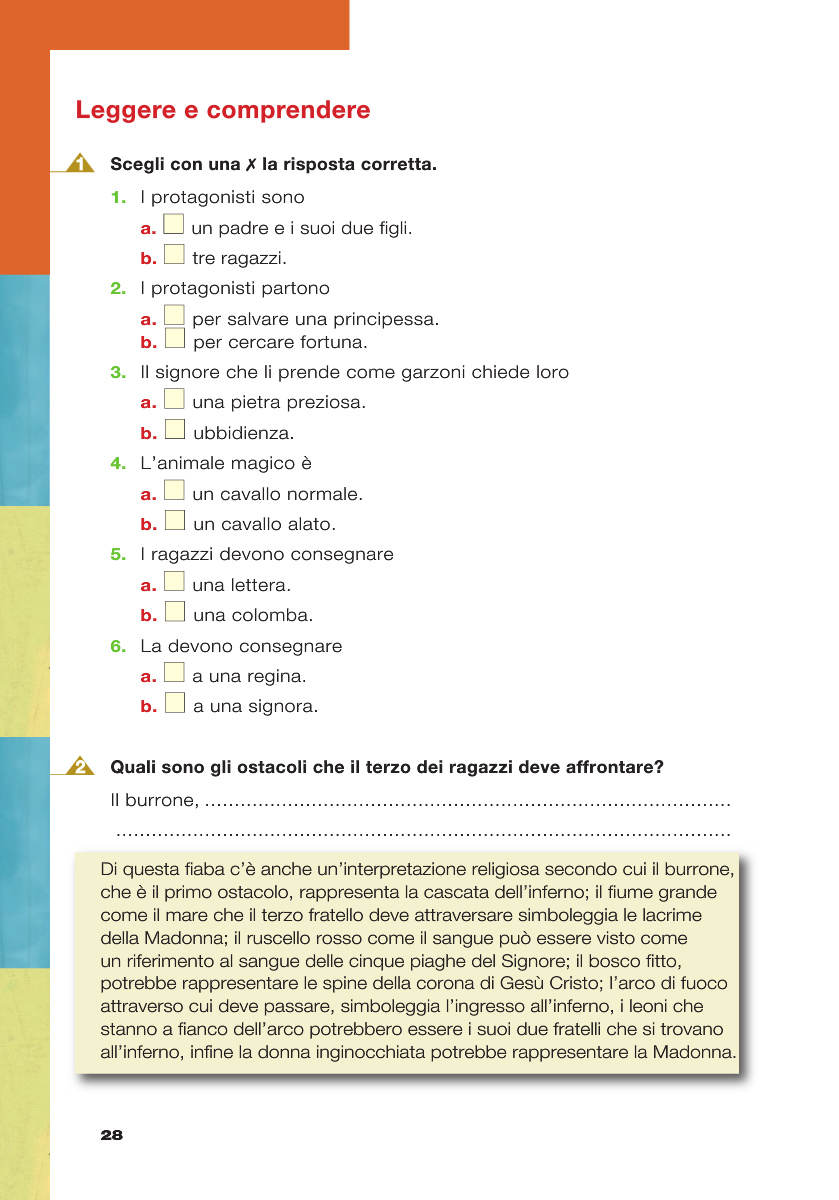 Leggere e comprendere
1 Scegli con una ✗ la risposta corretta.
1. I protagonisti sono
a. un padre e i suoi due figli.
b. tre ragazzi.
2. I protagonisti partono
a. per salvare una principessa.
b. per cercare fortuna.
3. Il signore che li prende come garzoni chiede loro
a. una pietra preziosa.
b. ubbidienza.
4. L’animale magico è
a. un cavallo normale.
b. un cavallo alato.
5. I ragazzi devono consegnare
a. una lettera.
b. una colomba.
6. La devono consegnare
a. a una regina.
b. a una signora.
2 Quali sono gli ostacoli che il terzo dei ragazzi deve affrontare?
Il burrone, ..........................................................................................
.........................................................................................................
Di questa fiaba c’è anche un’interpretazione religiosa secondo cui il burrone,
che è il primo ostacolo, rappresenta la cascata dell’inferno; il fiume grande
come il mare che il terzo fratello deve attraversare simboleggia le lacrime
della Madonna; il ruscello rosso come il sangue può essere visto come
un riferimento al sangue delle cinque piaghe del Signore; il bosco fitto,
potrebbe rappresentare le spine della corona di Gesù Cristo; l’arco di fuoco
attraverso cui deve passare, simboleggia l’ingresso all’inferno, i leoni che
stanno a fianco dell’arco potrebbero essere i suoi due fratelli che si trovano
all’inferno, infine la donna inginocchiata potrebbe rappresentare la Madonna.
28